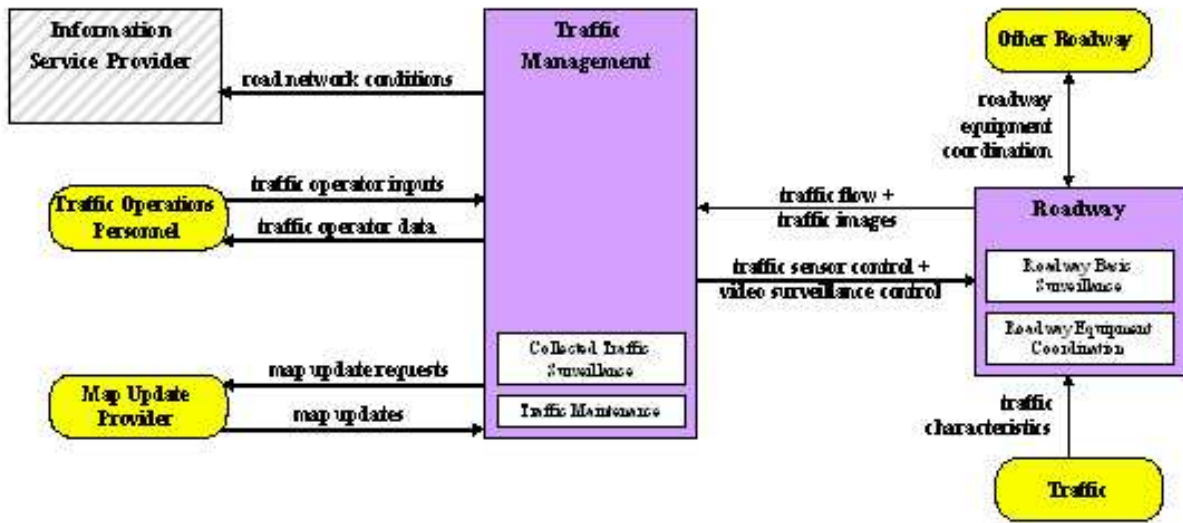 Information
Service Provider
Traffic
Management
Other Roadway
road network conditions
roadway
equipment
coordination
traffic operator inputs
Traffic Operations
Personnel
traffic operator data
traffic flow +
traffic images
Roadway
traffic sensor control +
video surveillance control
Roadway Basic
Surveillance
Roadway Equipment
Coordination
Collected Traffic
Surveillance
map update requests
Map Update
Provider
map updates
Traffic Maintenance
traffic
characteristics
Traffic